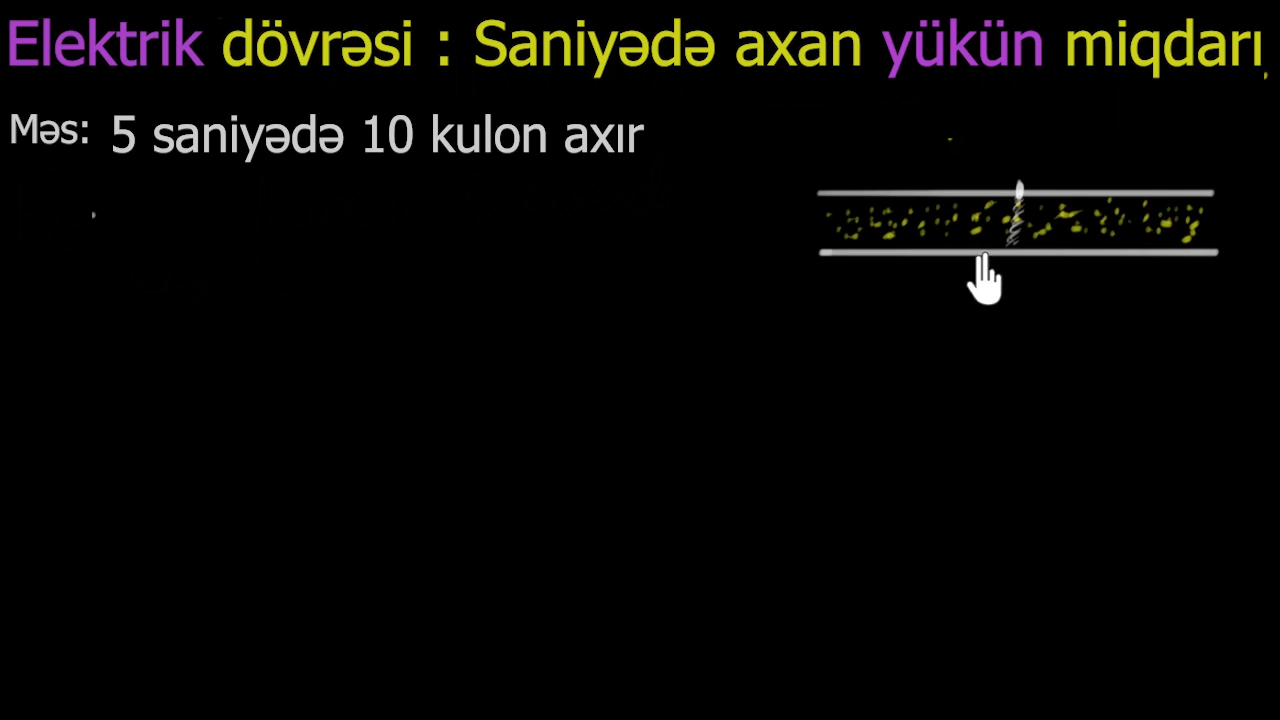 Elektrik dövrəsi : Saniyədə axan yükün miqdarı
Məs: 5 saniyədə 10 kulon axır